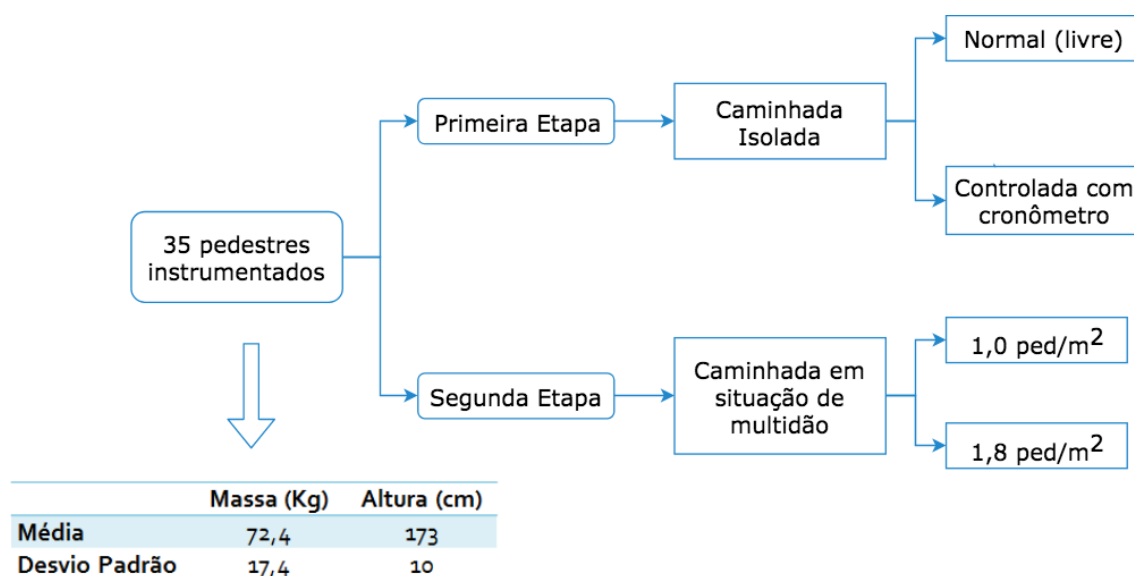 35 pedestres
instrumentados
Primeira Etapa
Caminhada
Isolada
Normal (livre)
Controlada com
cronômetro
Segunda Etapa
Caminhada em
situação de
multidão
1,0 ped/m²
1,8 ped/m²
Massa (Kg) Altura (cm)
Média 72,4 173
Desvio Padrão 17,4 10